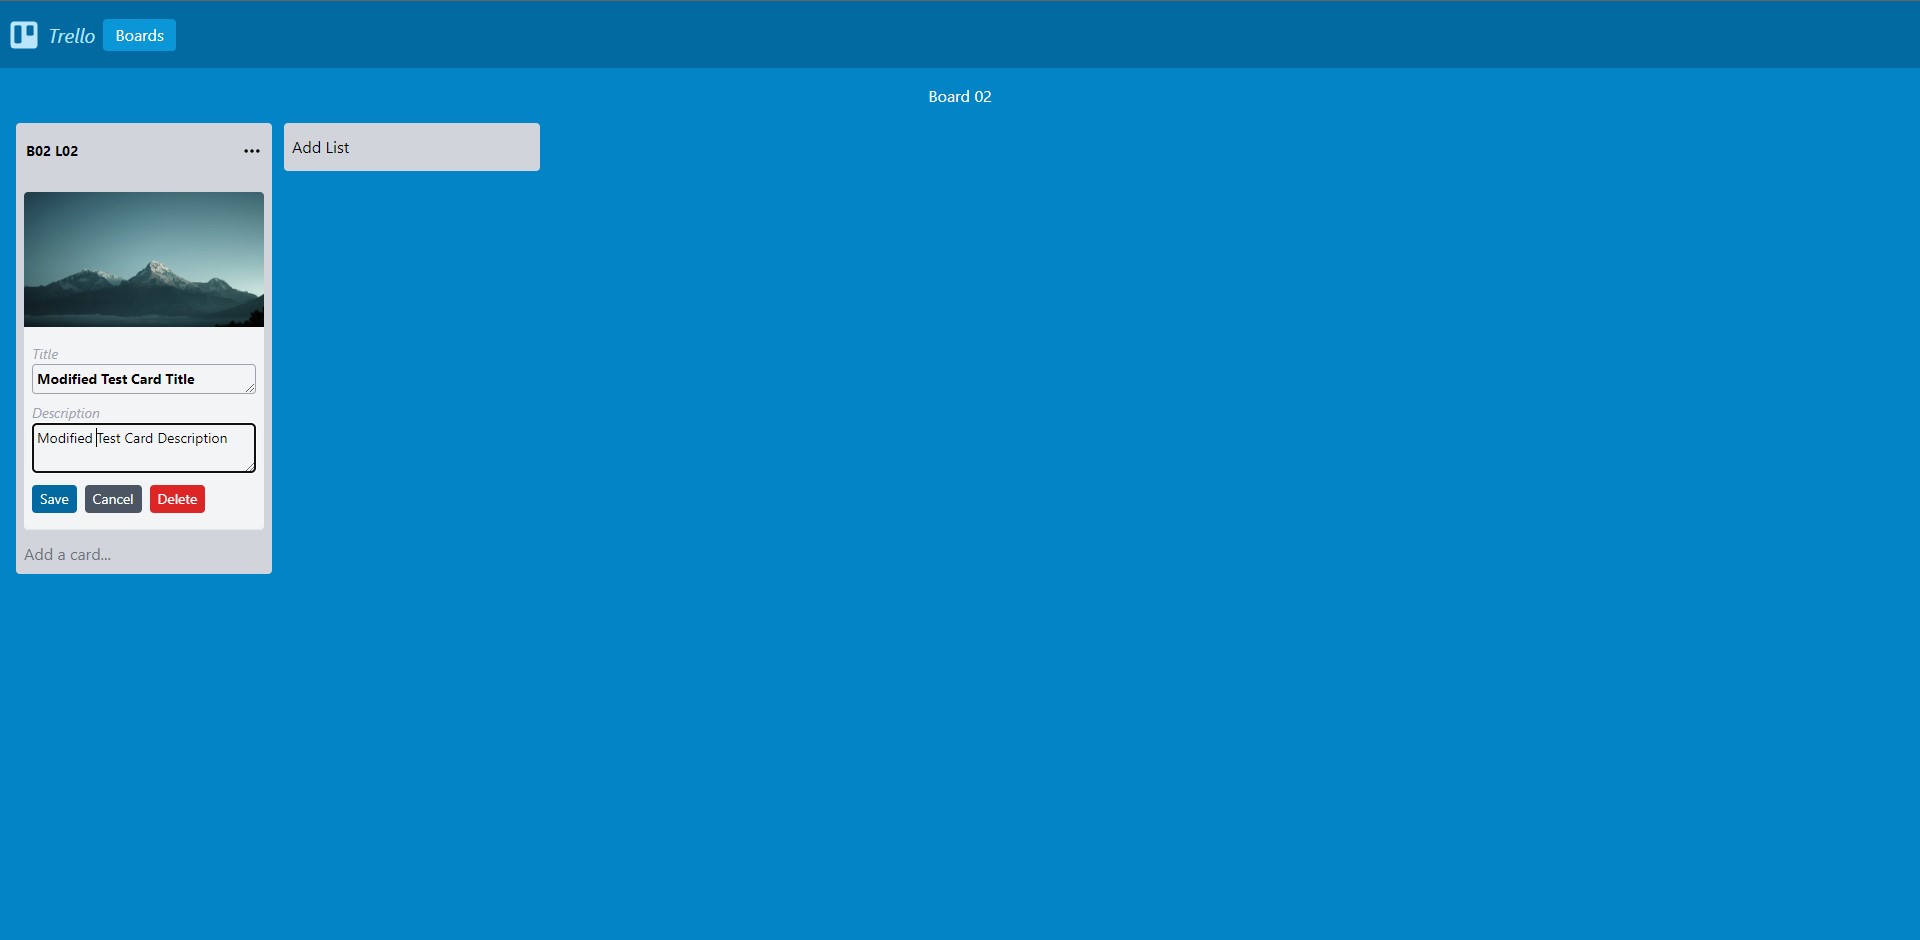 Trello Boards
Board 02
B02 L02 ...
Add List
Title
Modified Test Card Title
Description
Modified Test Card Description
Save Cancel Delete
Add a card...